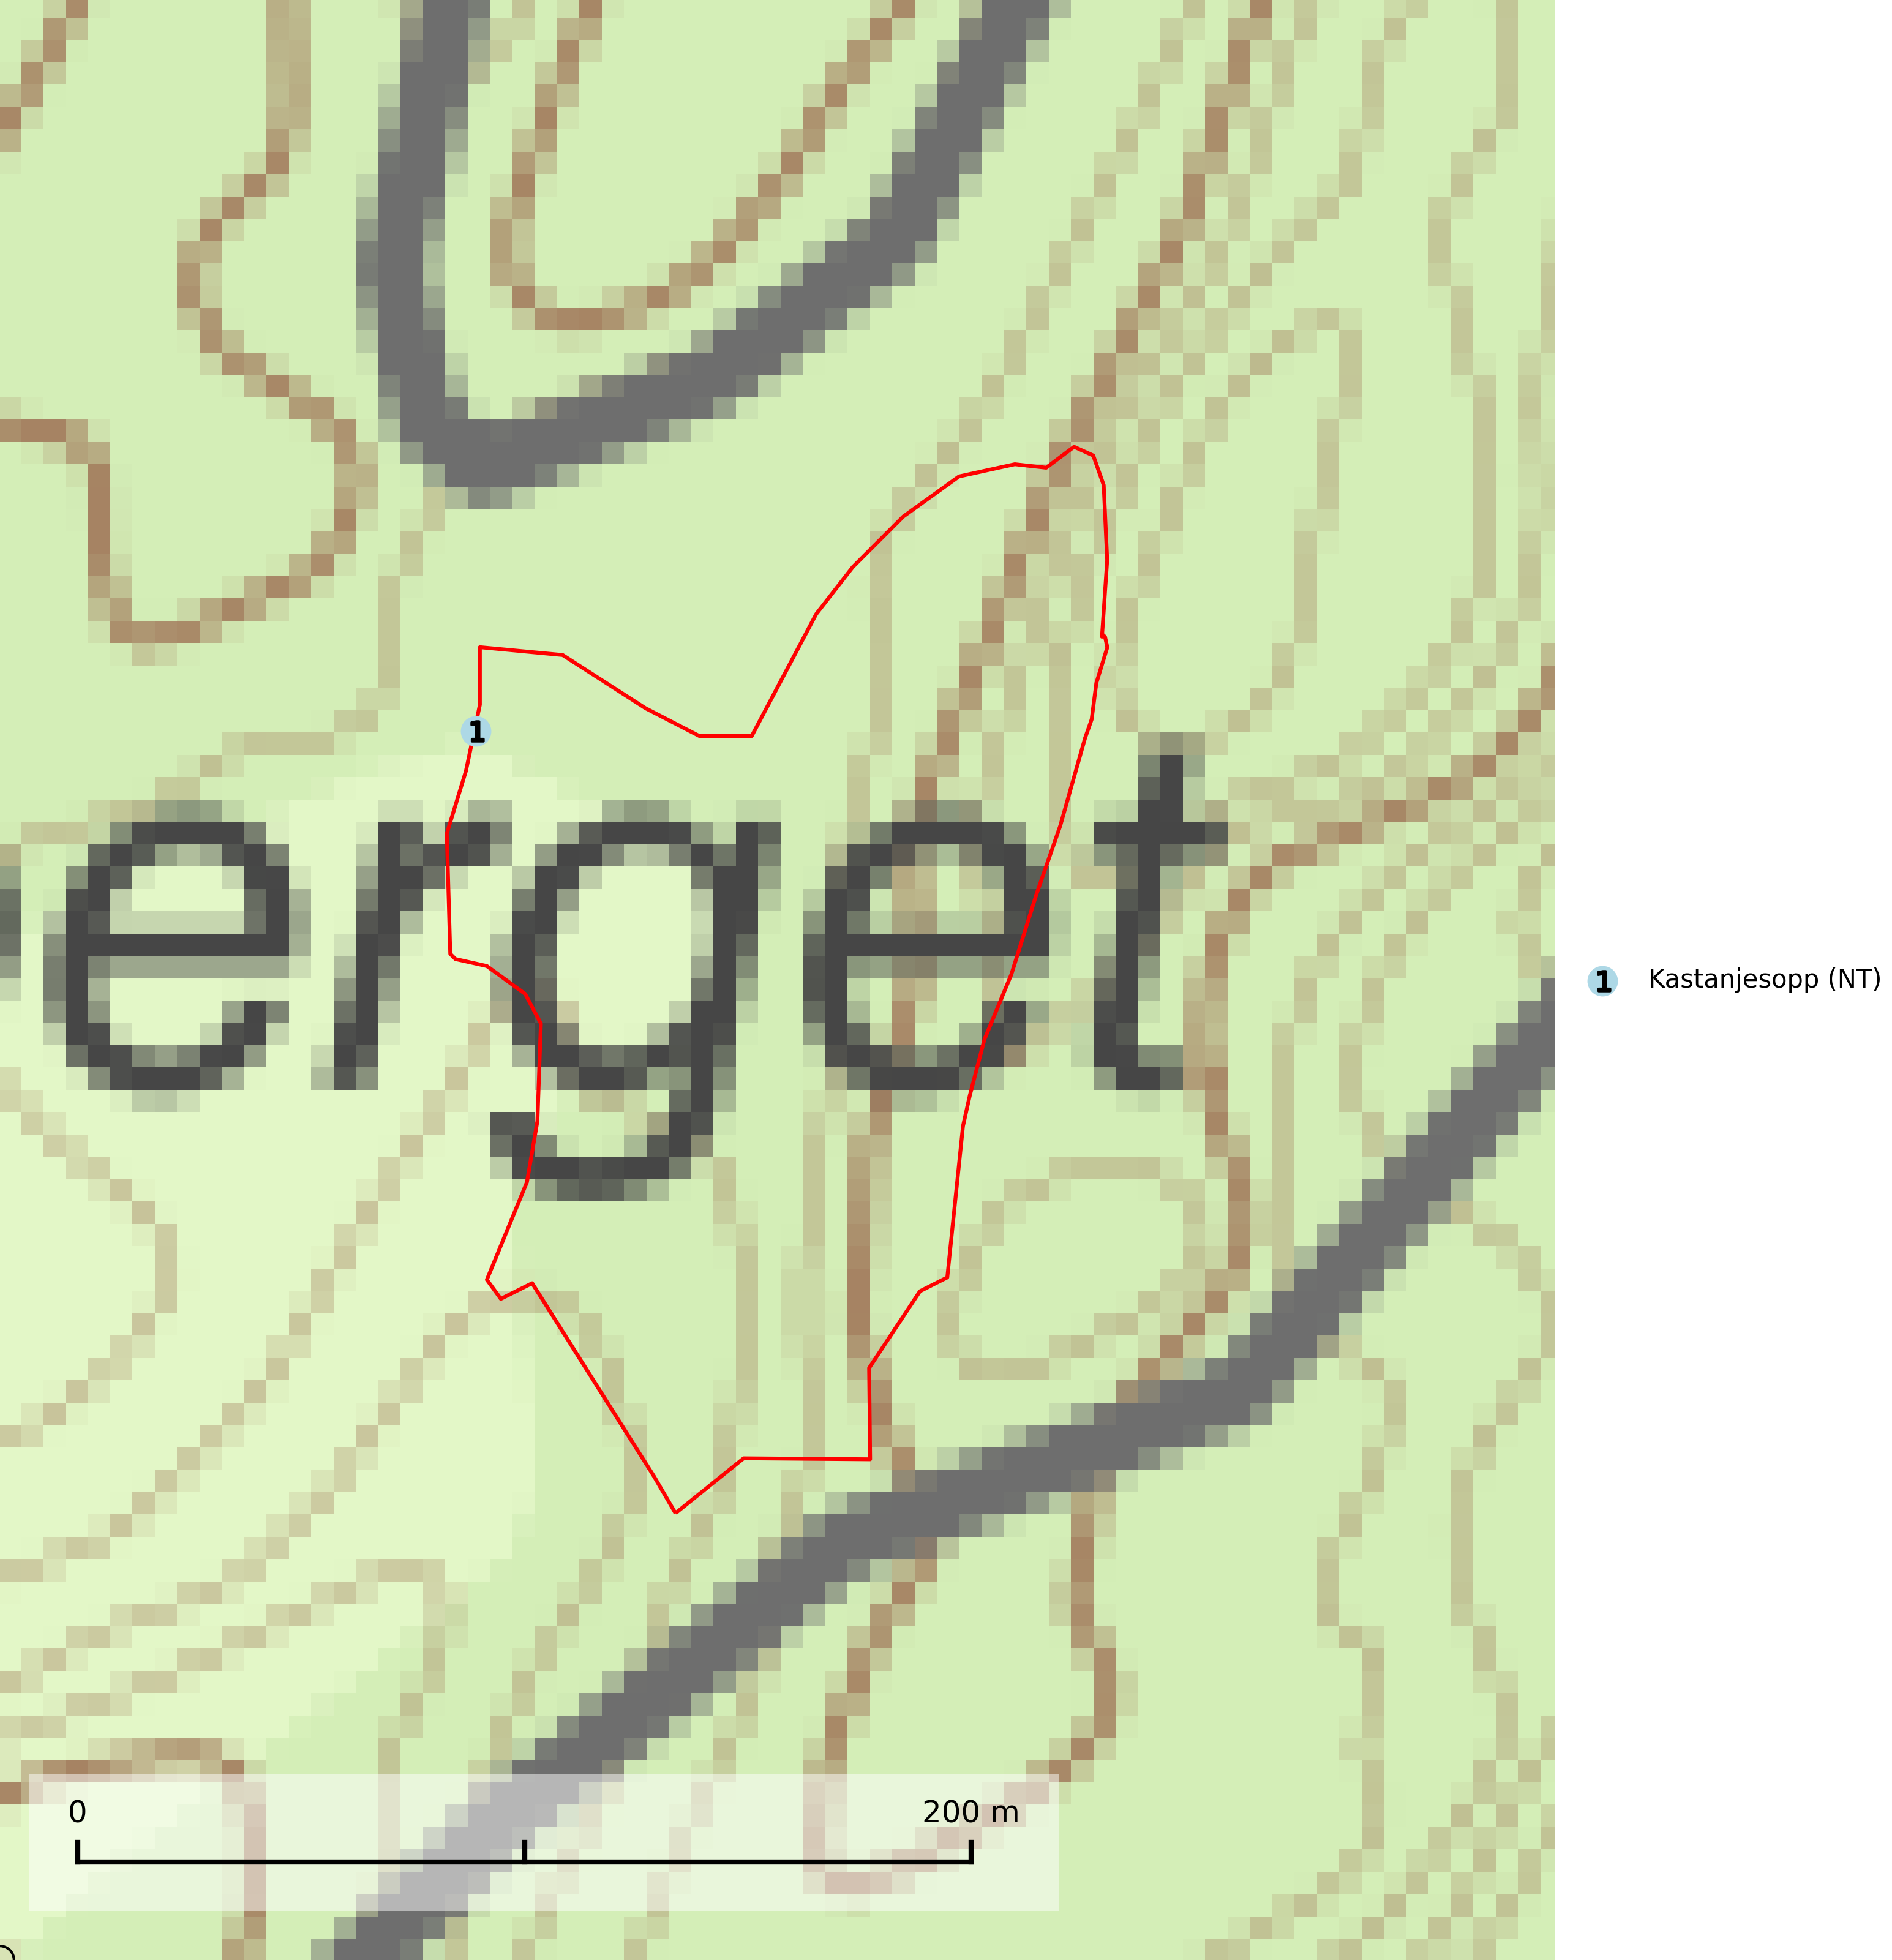 1
erget
1 Kastanjesopp (NT)
0 200 m